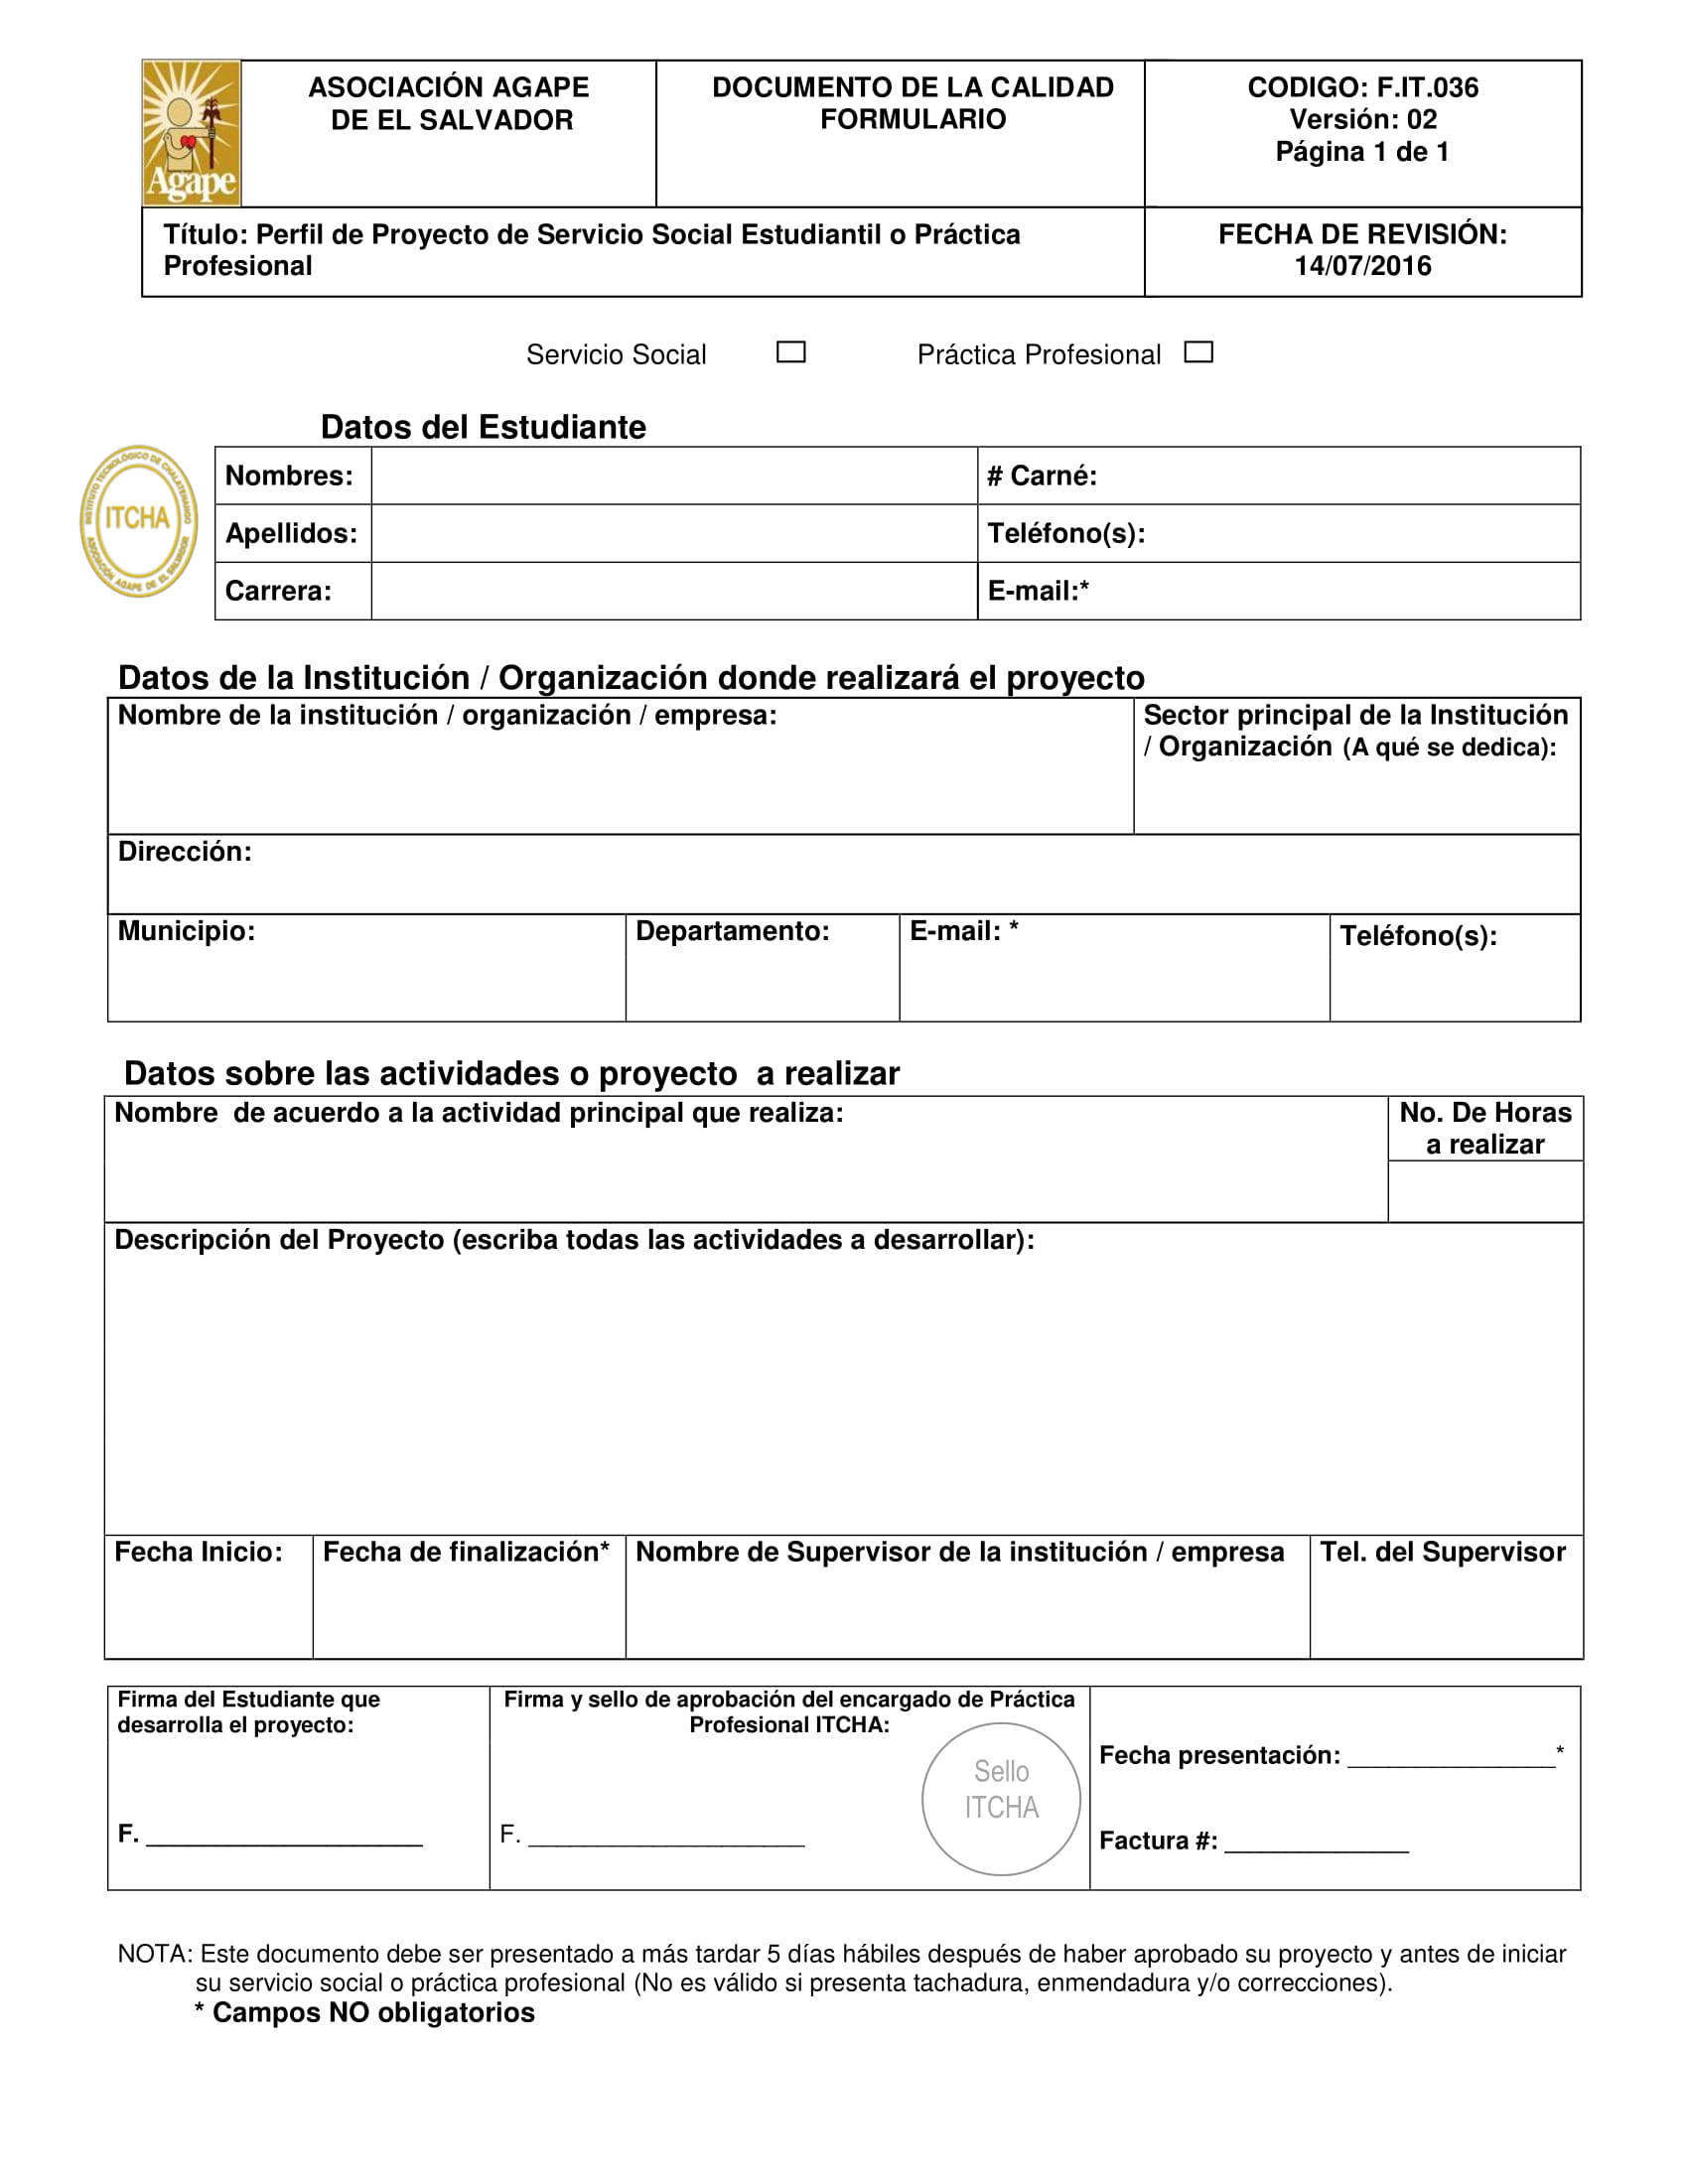 Agape
ASOCIACIÓN AGAPE
DE EL SALVADOR
DOCUMENTO DE LA CALIDAD
FORMULARIO
CODIGO: F.IT.036
Versión: 02
Página 1 de 1
Título: Perfil de Proyecto de Servicio Social Estudiantil o Práctica
Profesional
FECHA DE REVISIÓN:
14/07/2016
Servicio Social
Práctica Profesional
Datos del Estudiante
INSTITUTO TECNOLÓGICO DE CHALATENANGO
ITCHA
ASOCIACIÓN AGAPE DE EL SALVADOR
Nombres:
# Carné:
Apellidos:
Teléfono(s):
Carrera:
E-mail:*
Datos de la Institución / Organización donde realizará el proyecto
Nombre de la institución / organización / empresa:
Sector principal de la Institución
/ Organización (A qué se dedica):
Dirección:
Municipio:
Departamento:
E-mail: *
Teléfono(s):
Datos sobre las actividades o proyecto  a realizar
Nombre  de acuerdo a la actividad principal que realiza:
No. De Horas
a realizar
Descripción del Proyecto (escriba todas las actividades a desarrollar):
Fecha Inicio:
Fecha de finalización*
Nombre de Supervisor de la institución / empresa
Tel. del Supervisor
Firma del Estudiante que
desarrolla el proyecto:
F. ____________________
Firma y sello de aprobación del encargado de Práctica
Profesional ITCHA:
Sello
ITCHA
F. ____________________
Fecha presentación: _______________*
Factura #: ______________
NOTA: Este documento debe ser presentado a más tardar 5 días hábiles después de haber aprobado su proyecto y antes de iniciar
su servicio social o práctica profesional (No es válido si presenta tachadura, enmendadura y/o correcciones).
* Campos NO obligatorios